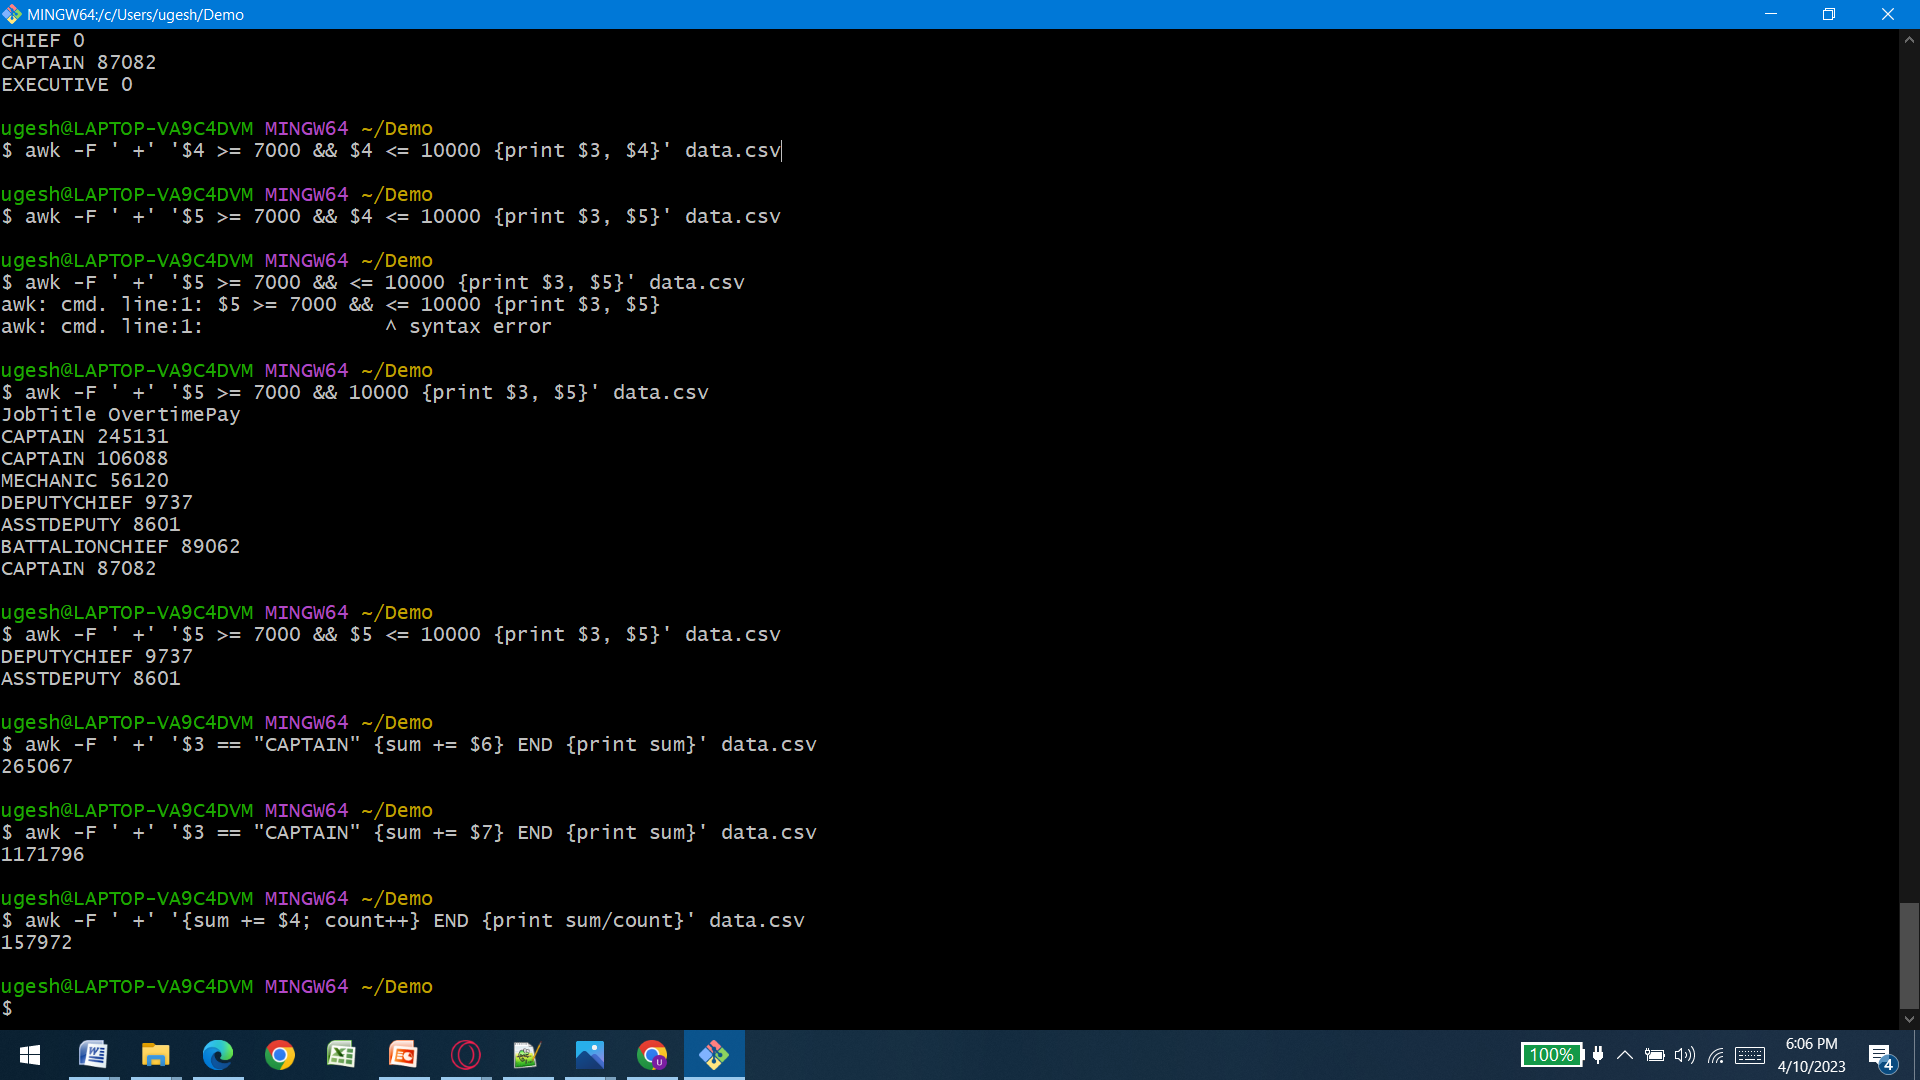 MINGW64:/c/Users/ugesh/Demo
CHIEF 0
CAPTAIN 87082
EXECUTIVE 0
ugesh@LAPTOP-VA9C4DVM MINGW64 ~/Demo
$ awk -F ' +' '$4 >= 7000 && $4 <= 10000 {print $3, $4}' data.csv
ugesh@LAPTOP-VA9C4DVM MINGW64 ~/Demo
$ awk -F ' +' '$5 >= 7000 && $4 <= 10000 {print $3, $5}' data.csv
ugesh@LAPTOP-VA9C4DVM MINGW64 ~/Demo
$ awk -F ' +' '$5 >= 7000 && <= 10000 {print $3, $5}' data.csv
awk: cmd. line:1: $5 >= 7000 && <= 10000 {print $3, $5}
awk: cmd. line:1:               ^ syntax error
ugesh@LAPTOP-VA9C4DVM MINGW64 ~/Demo
$ awk -F ' +' '$5 >= 7000 && 10000 {print $3, $5}' data.csv
JobTitle OvertimePay
CAPTAIN 245131
CAPTAIN 106088
MECHANIC 56120
DEPUTYCHIEF 9737
ASSTDEPUTY 8601
BATTALIONCHIEF 89062
CAPTAIN 87082
ugesh@LAPTOP-VA9C4DVM MINGW64 ~/Demo
$ awk -F ' +' '$5 >= 7000 && $5 <= 10000 {print $3, $5}' data.csv
DEPUTYCHIEF 9737
ASSTDEPUTY 8601
ugesh@LAPTOP-VA9C4DVM MINGW64 ~/Demo
$ awk -F ' +' '$3 == "CAPTAIN" {sum += $6} END {print sum}' data.csv
265067
ugesh@LAPTOP-VA9C4DVM MINGW64 ~/Demo
$ awk -F ' +' '$3 == "CAPTAIN" {sum += $7} END {print sum}' data.csv
1171796
ugesh@LAPTOP-VA9C4DVM MINGW64 ~/Demo
$ awk -F ' +' '{sum += $4; count++} END {print sum/count}' data.csv
157972
ugesh@LAPTOP-VA9C4DVM MINGW64 ~/Demo
$
100%
6:06 PM
4/10/2023
4